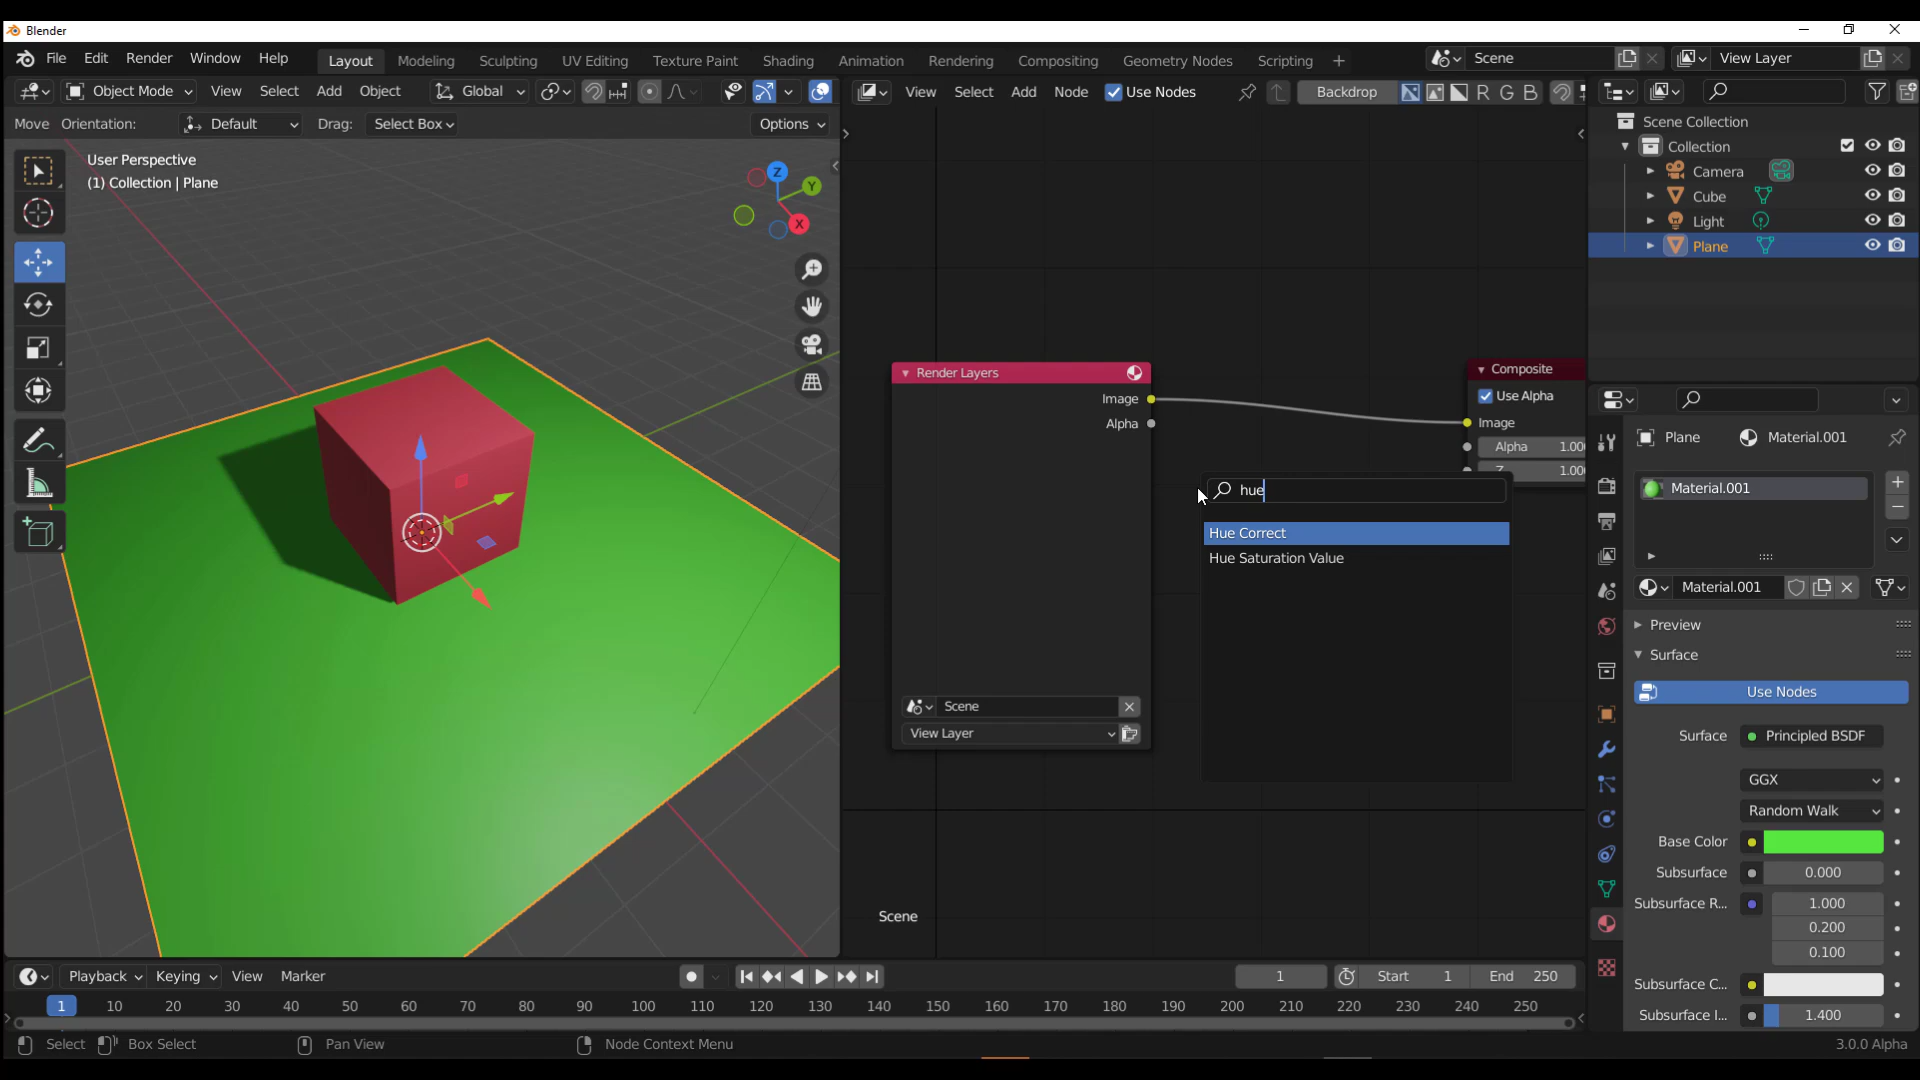 Blender
File Edit Render Window Help
Layout Modeling Sculpting UV Editing Texture Paint Shading Animation Rendering Compositing Geometry Nodes Scripting +
Scene
View Layer
Object Mode View Select Add Object Global
View Select Add Node Use Nodes Backdrop R G B
Move Orientation: Default Drag: Select Box Options
User Perspective
(1) Collection | Plane
Z
Y
X
Render Layers
Image
Alpha
Scene
View Layer
Composite
Use Alpha
Image
Alpha 1.00
Z 1.00
hue
Hue Correct
Hue Saturation Value
Scene
Scene Collection
Collection
Camera
Cube
Light
Plane
Plane Material.001
Material.001
Material.001
Preview
Surface
Use Nodes
Surface Principled BSDF
GGX
Random Walk
Base Color
Subsurface 0.000
Subsurface R... 1.000
0.200
0.100
Subsurface C...
Subsurface I... 1.400
Playback Keying View Marker
1 Start 1 End 250
1 10 20 30 40 50 60 70 80 90 100 110 120 130 140 150 160 170 180 190 200 210 220 230 240 250
Select Box Select Pan View Node Context Menu 3.0.0 Alpha